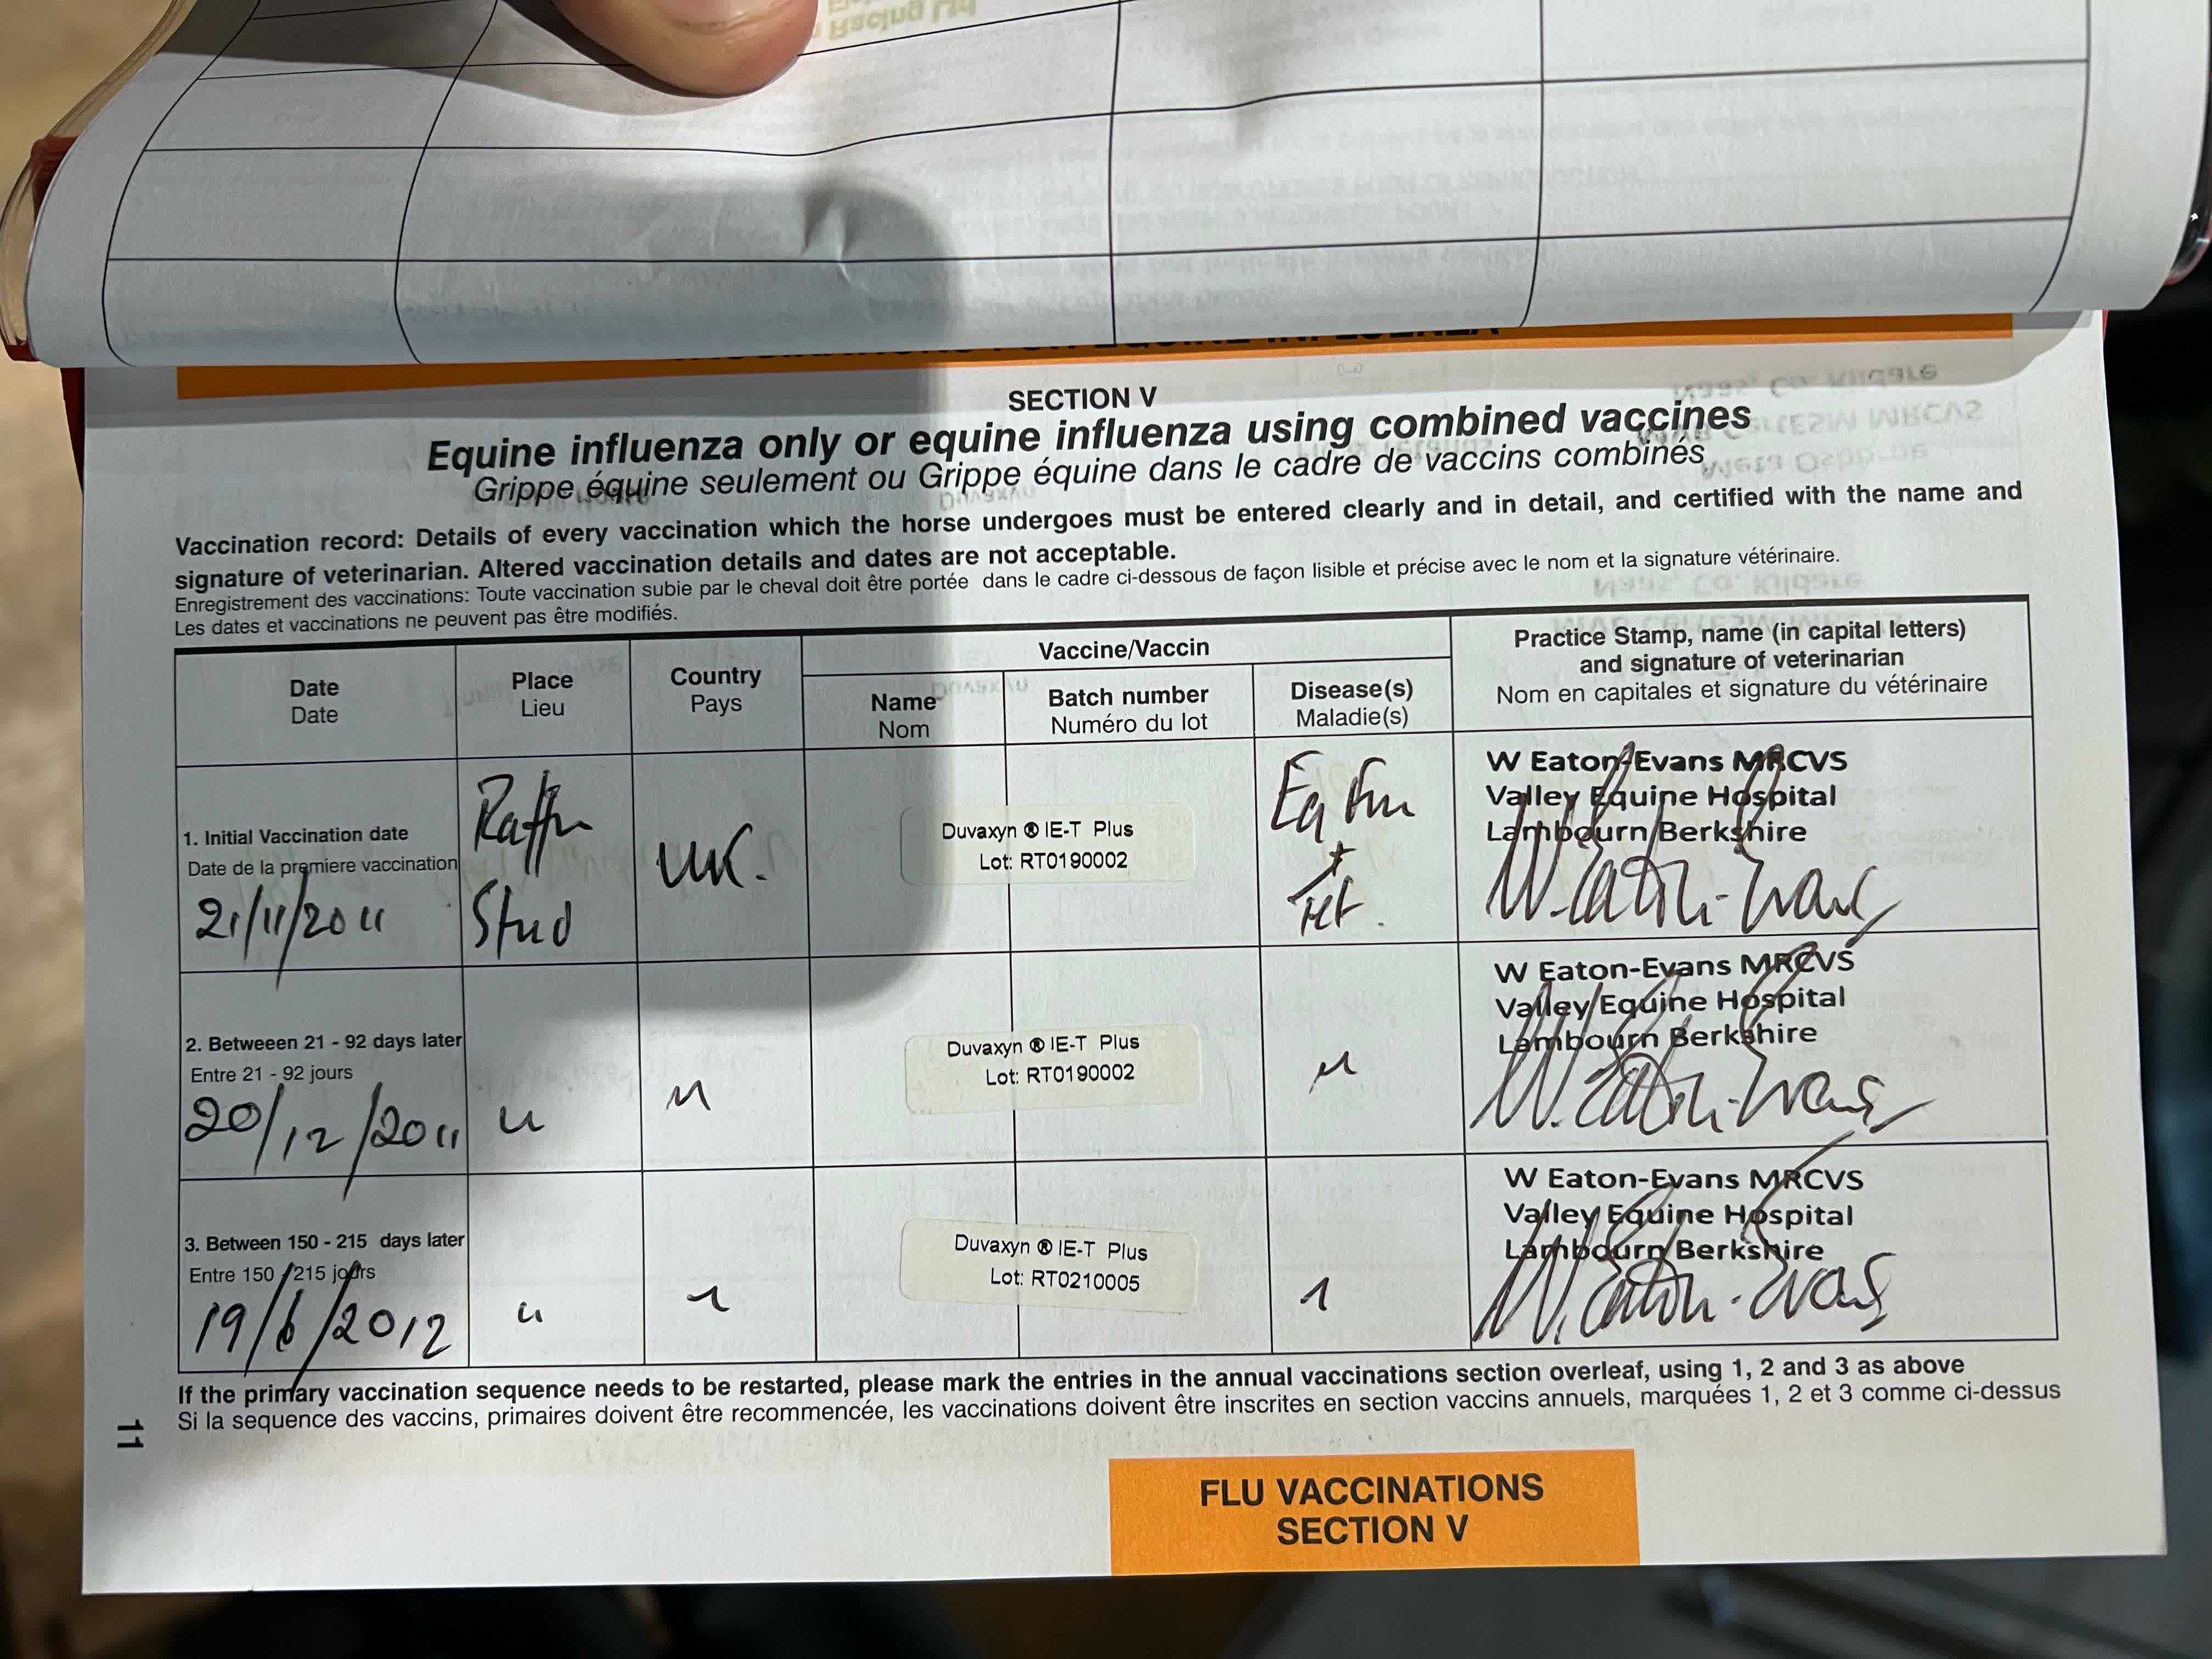 Racing Ltd
SECTION V
Equine influenza only or equine influenza using combined vaccines
Grippe équine seulement ou Grippe équine dans le cadre de vaccins combinés
Vaccination record: Details of every vaccination which the horse undergoes must be entered clearly and in detail, and certified with the name and
signature of veterinarian. Altered vaccination details and dates are not acceptable.
Enregistrement des vaccinations: Toute vaccination subie par le cheval doit être portée dans le cadre ci-dessous de façon lisible et précise avec le nom et la signature vétérinaire.
Les dates et vaccinations ne peuvent pas être modifiés.
Date
Date
Place
Lieu
Country
Pays
Vaccine/Vaccin
Name
Nom
Batch number
Numéro du lot
Disease(s)
Maladie(s)
Practice Stamp, name (in capital letters)
and signature of veterinarian
Nom en capitales et signature du vétérinaire
1. Initial Vaccination date
Date de la premiere vaccination
21/11/2011
Stud
UK.
Duvaxyn ® IE-T Plus
Lot: RT0190002
Eq Flu
+
Tet.
W Eaton-Evans MRCVS
Valley Equine Hospital
Lambourn Berkshire
W. Eaton-Evans
2. Betweeen 21 - 92 days later
Entre 21 - 92 jours
20/12/2011
"
"
Duvaxyn ® IE-T Plus
Lot: RT0190002
"
W Eaton-Evans MRCVS
Valley Equine Hospital
Lambourn Berkshire
W. Eaton-Evans
3. Between 150 - 215 days later
Entre 150 - 215 jours
19/6/2012
"
"
Duvaxyn ® IE-T Plus
Lot: RT0210005
"
W Eaton-Evans MRCVS
Valley Equine Hospital
Lambourn Berkshire
W. Eaton-Evans
If the primary vaccination sequence needs to be restarted, please mark the entries in the annual vaccinations section overleaf, using 1, 2 and 3 as above
Si la sequence des vaccins, primaires doivent être recommencée, les vaccinations doivent être inscrites en section vaccins annuels, marquées 1, 2 et 3 comme ci-dessus
11
FLU VACCINATIONS
SECTION V